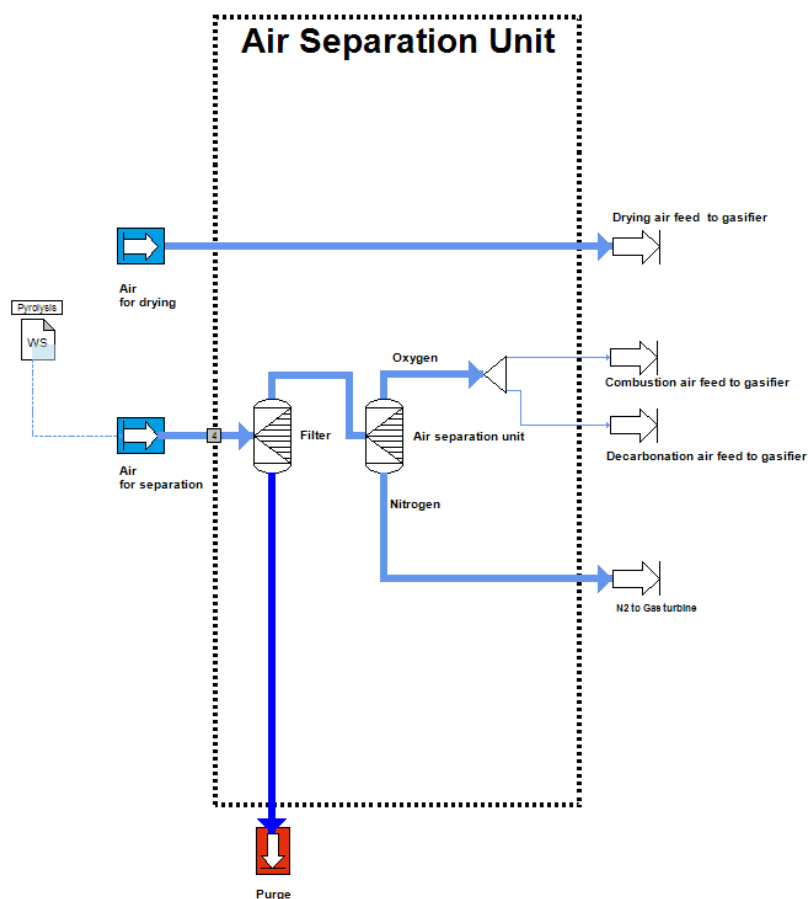 Air Separation Unit
Drying air feed to gasifier
Air
for drying
Pyrolysis
WS
Oxygen
Combustion air feed to gasifier
4
Filter
Air separation unit
Decarbonation air feed to gasifier
Air
for separation
Nitrogen
N2 to Gas turbine
Purge